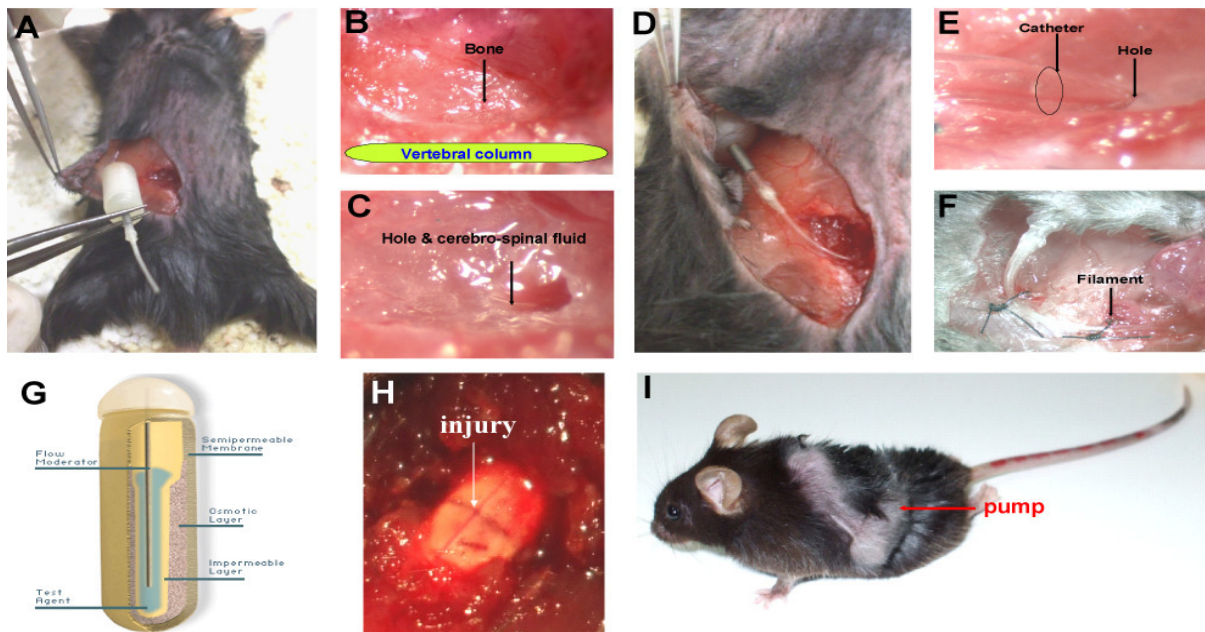 A
B
Bone
Vertebral column
C
Hole & cerebro-spinal fluid
D
E
Catheter
Hole
F
Filament
G
Flow
Moderator
Semipermeable
Membrane
Osmotic
Layer
Impermeable
Layer
Test
Agent
H
injury
I
pump